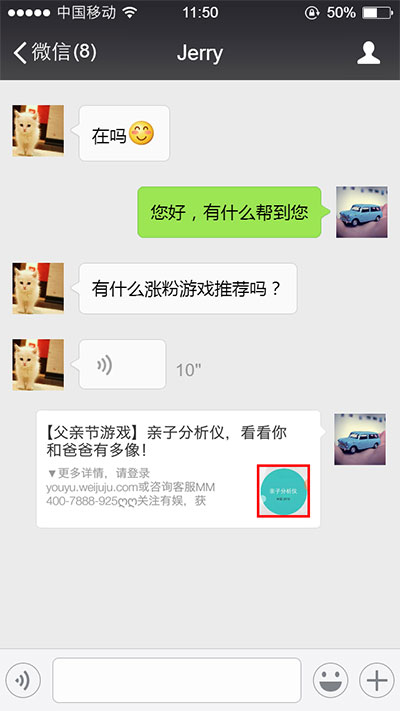 中国移动 11:50 50%
微信(8) Jerry
在吗
您好，有什么帮到您
有什么涨粉游戏推荐吗？
10"
【父亲节游戏】亲子分析仪，看看你
和爸爸有多像！
▼更多详情，请登录
youyu.weijuju.com或咨询客服MM
400-7888-925ღღ关注有娱，获
亲子分析仪